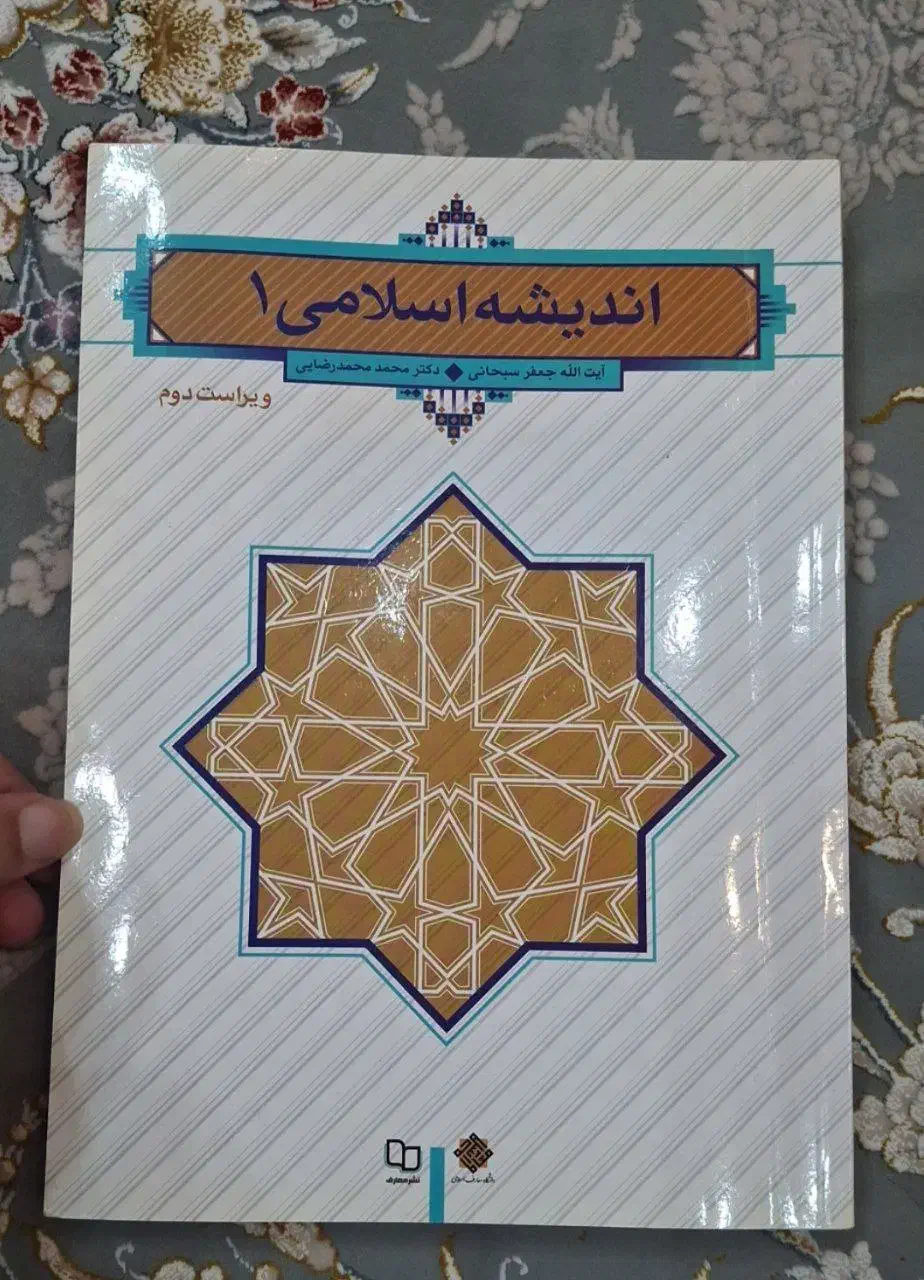 اندیشه اسلامی ۱
آیت الله جعفر سبحانی ◆ دکتر محمد محمدرضایی
ویراست دوم
نشر معارف